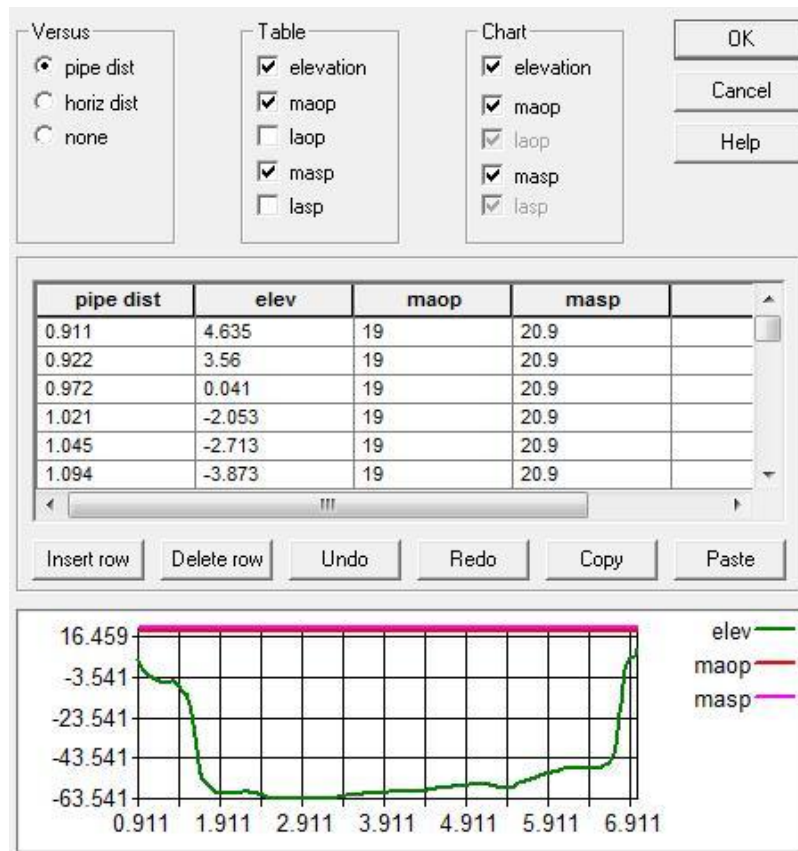 Versus
pipe dist
horiz dist
none
Table
elevation
maop
laop
masp
lasp
Chart
elevation
maop
laop
masp
lasp
OK
Cancel
Help
pipe dist elev maop masp
0.911 4.635 19 20.9
0.922 3.56 19 20.9
0.972 0.041 19 20.9
1.021 -2.053 19 20.9
1.045 -2.713 19 20.9
1.094 -3.873 19 20.9
Insert row Delete row Undo Redo Copy Paste
16.459
-3.541
-23.541
-43.541
-63.541
0.911 1.911 2.911 3.911 4.911 5.911 6.911
elev
maop
masp